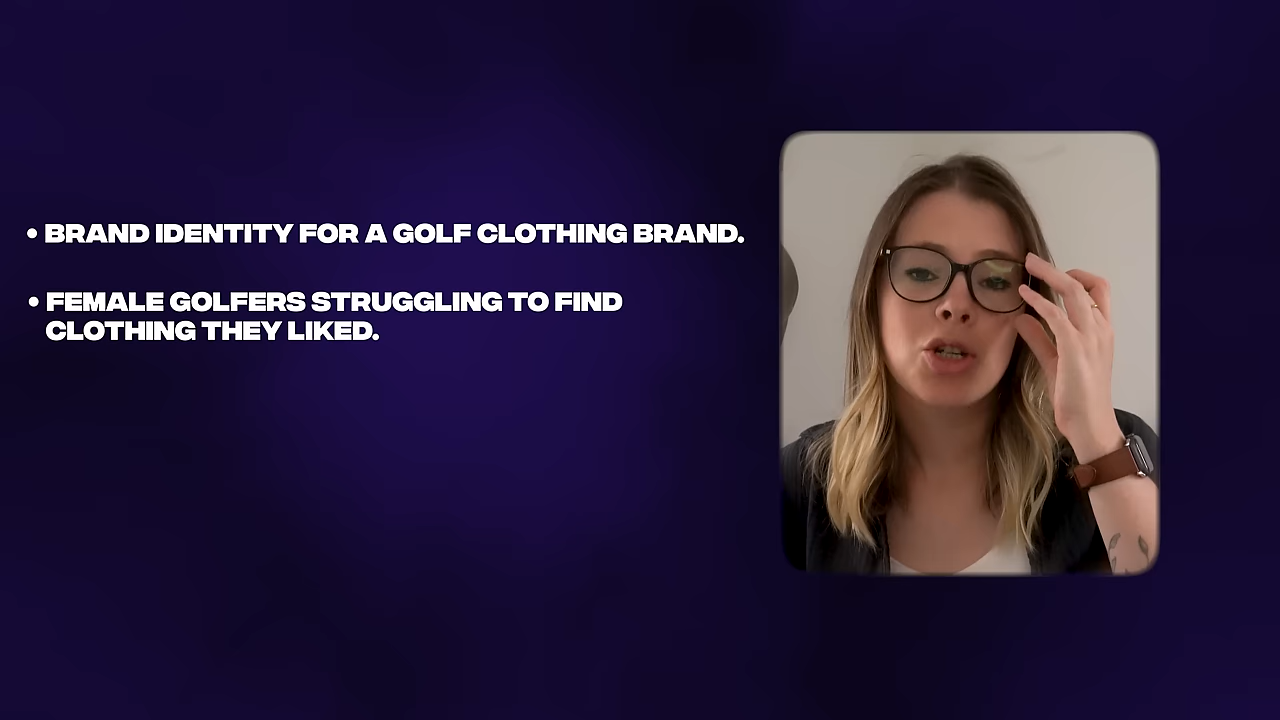 • BRAND IDENTITY FOR A GOLF CLOTHING BRAND.
• FEMALE GOLFERS STRUGGLING TO FIND
CLOTHING THEY LIKED.